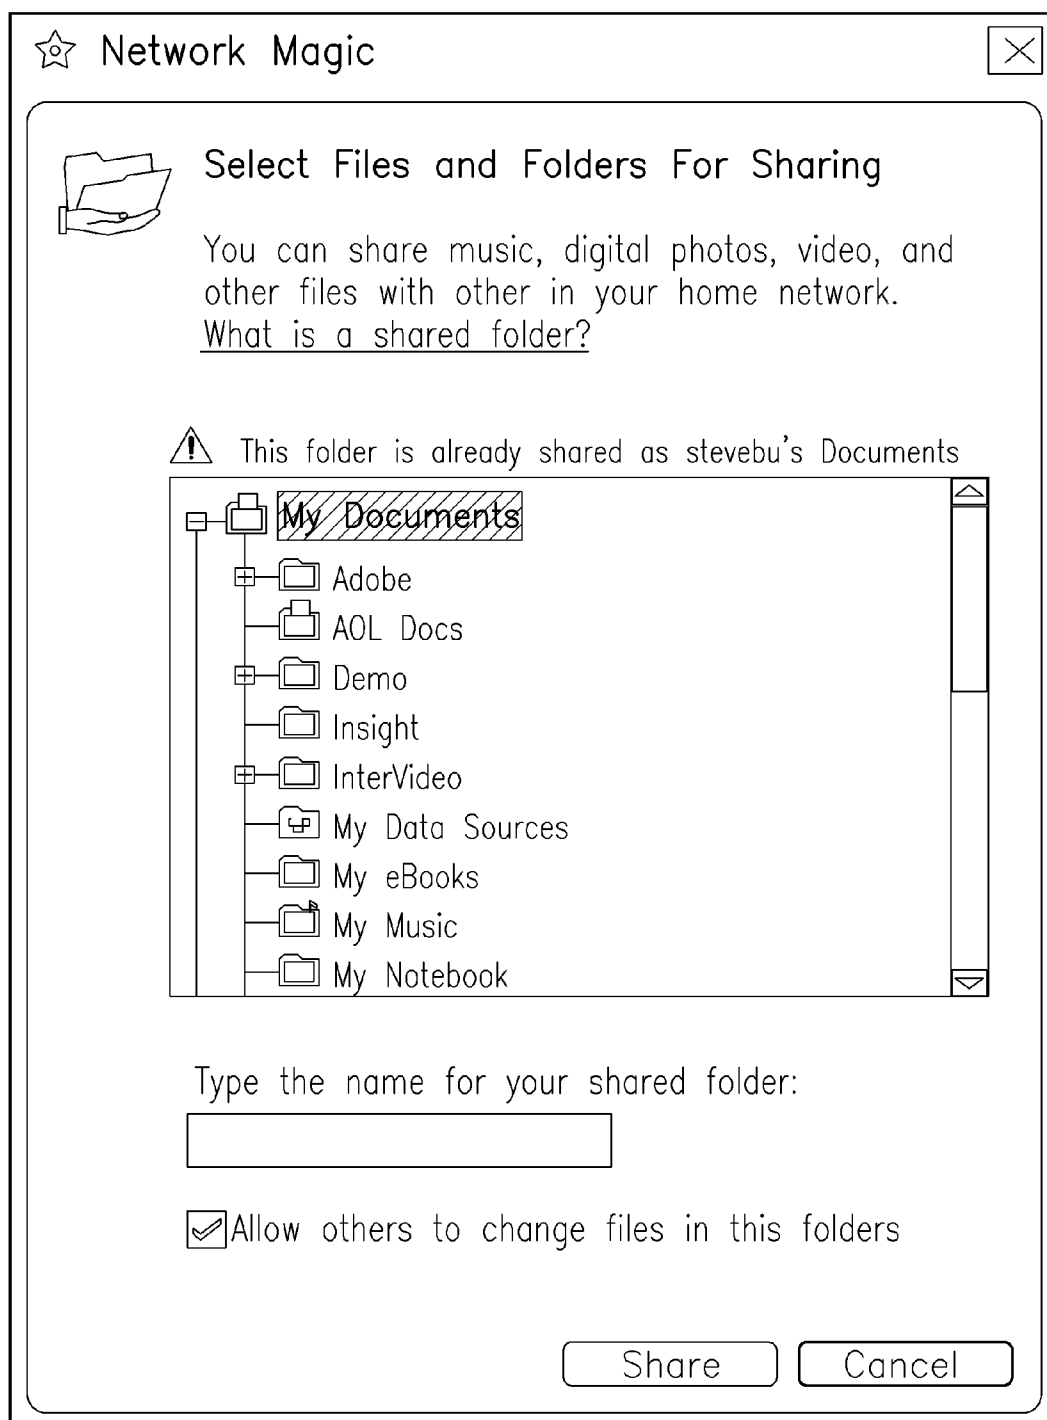 Network Magic
Select Files and Folders For Sharing
You can share music, digital photos, video, and
other files with other in your home network.
What is a shared folder?
This folder is already shared as stevebu's Documents
My Documents
Adobe
AOL Docs
Demo
Insight
InterVideo
My Data Sources
My eBooks
My Music
My Notebook
Type the name for your shared folder:
Allow others to change files in this folders
Share Cancel